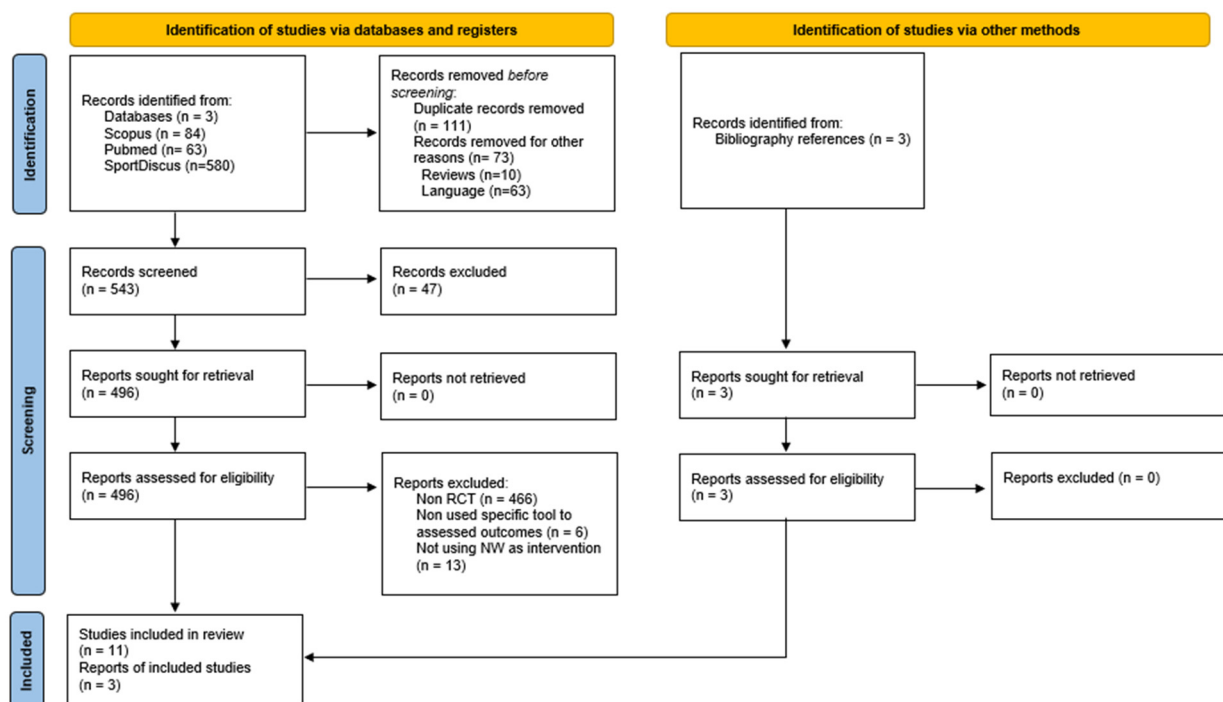 Identification of studies via databases and registers
Identification of studies via other methods
Identification
Records identified from:
Databases (n = 3)
Scopus (n = 84)
Pubmed (n = 63)
SportDiscus (n=580)
Records removed before
screening:
Duplicate records removed
(n = 111)
Records removed for other
reasons (n= 73)
Reviews (n=10)
Language (n=63)
Records identified from:
Bibliography references (n = 3)
Screening
Records screened
(n = 543)
Records excluded
(n = 47)
Reports sought for retrieval
(n = 496)
Reports not retrieved
(n = 0)
Reports sought for retrieval
(n = 3)
Reports not retrieved
(n = 0)
Reports assessed for eligibility
(n = 496)
Reports excluded:
Non RCT (n = 466)
Non used specific tool to
assessed outcomes (n = 6)
Not using NW as intervention
(n = 13)
Reports assessed for eligibility
(n = 3)
Reports excluded (n = 0)
Included
Studies included in review
(n = 11)
Reports of included studies
(n = 3)